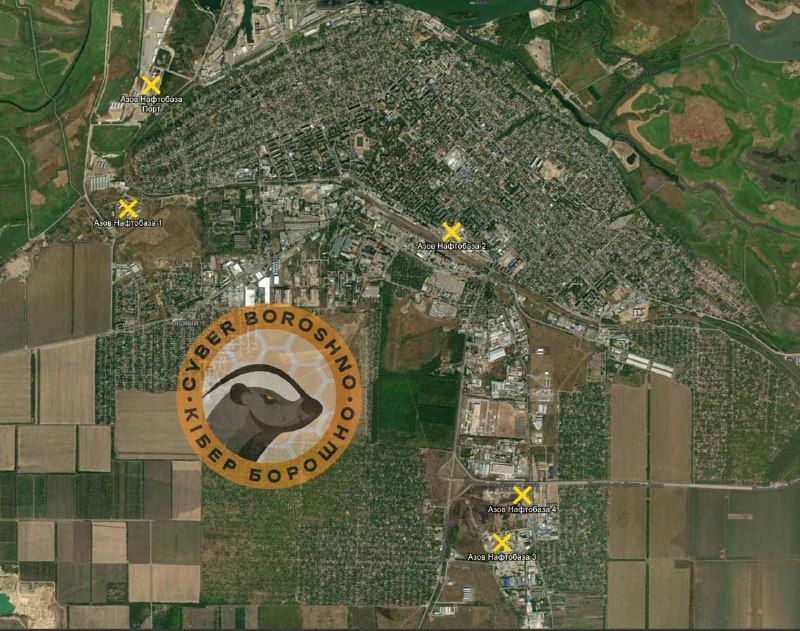 АЗОВ
Азов Нафтобаза
Порт
Азов Нафтобаза 1
Азов Нафтобаза 2
CYBER BOROSHNO
КІБЕР БОРОШНО
Азов Нафтобаза 4
Азов Нафтобаза 3